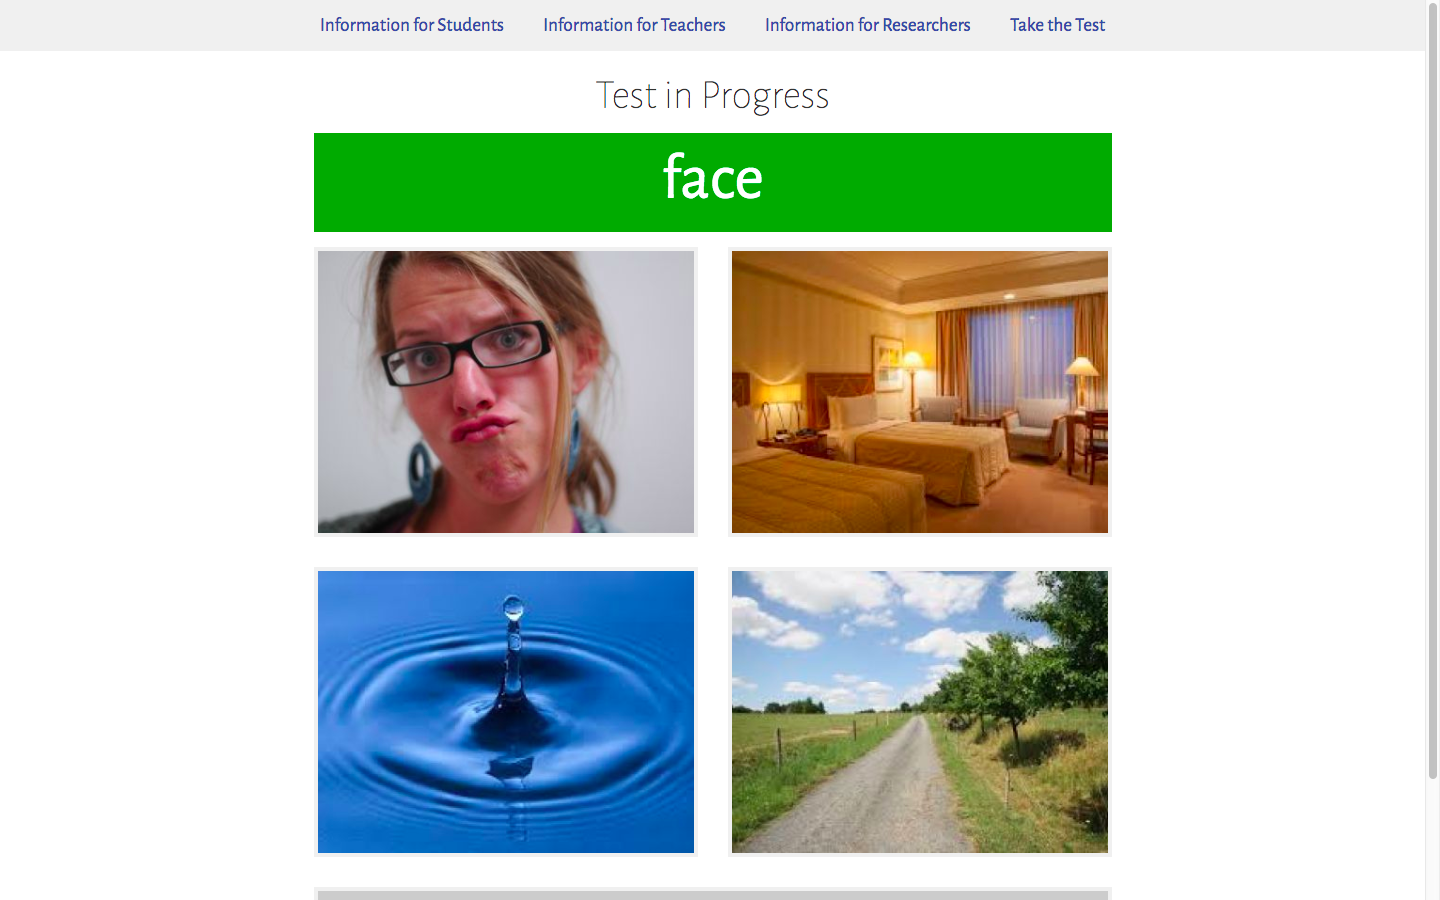 Information for Students Information for Teachers Information for Researchers Take the Test
Test in Progress
face